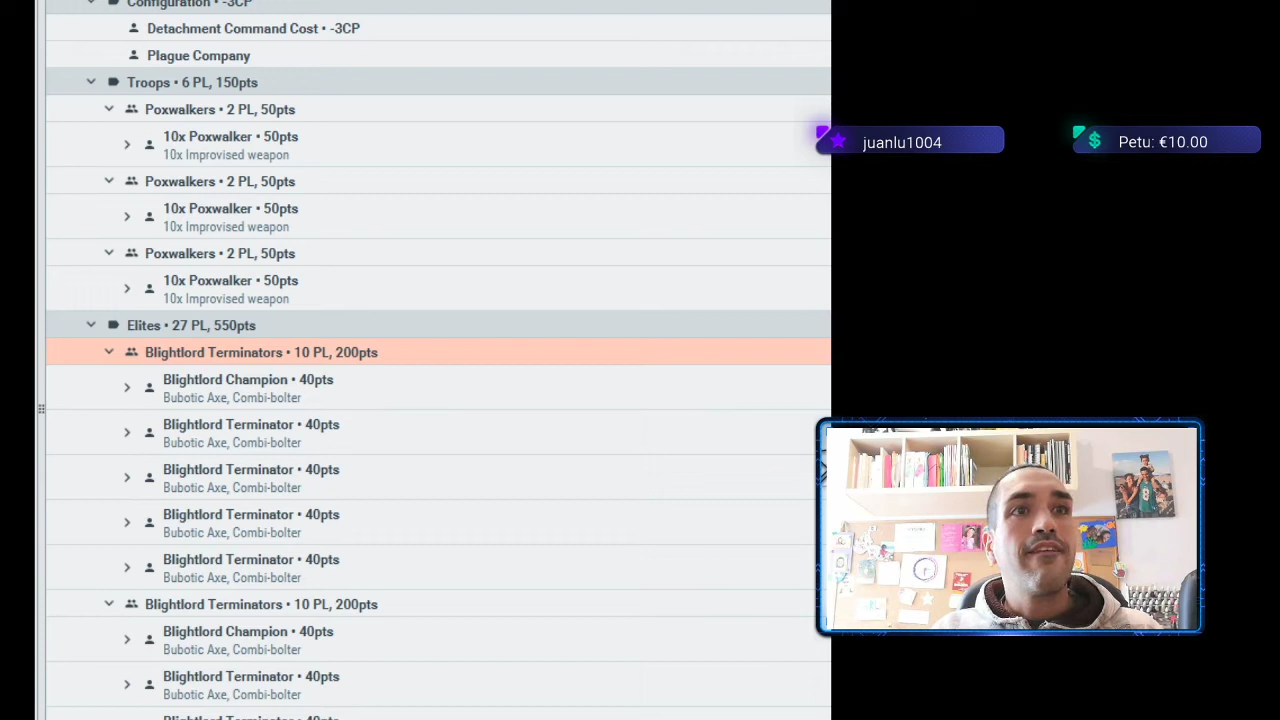 Configuration • -3CP
Detachment Command Cost • -3CP
Plague Company
Troops • 6 PL, 150pts
Poxwalkers • 2 PL, 50pts
10x Poxwalker • 50pts
10x Improvised weapon
Poxwalkers • 2 PL, 50pts
10x Poxwalker • 50pts
10x Improvised weapon
Poxwalkers • 2 PL, 50pts
10x Poxwalker • 50pts
10x Improvised weapon
Elites • 27 PL, 550pts
Blightlord Terminators • 10 PL, 200pts
Blightlord Champion • 40pts
Bubotic Axe, Combi-bolter
Blightlord Terminator • 40pts
Bubotic Axe, Combi-bolter
Blightlord Terminator • 40pts
Bubotic Axe, Combi-bolter
Blightlord Terminator • 40pts
Bubotic Axe, Combi-bolter
Blightlord Terminator • 40pts
Bubotic Axe, Combi-bolter
Blightlord Terminators • 10 PL, 200pts
Blightlord Champion • 40pts
Bubotic Axe, Combi-bolter
Blightlord Terminator • 40pts
Bubotic Axe, Combi-bolter
Blightlord Terminator • 40pts
juanlu1004
$ Petu: €10.00
8